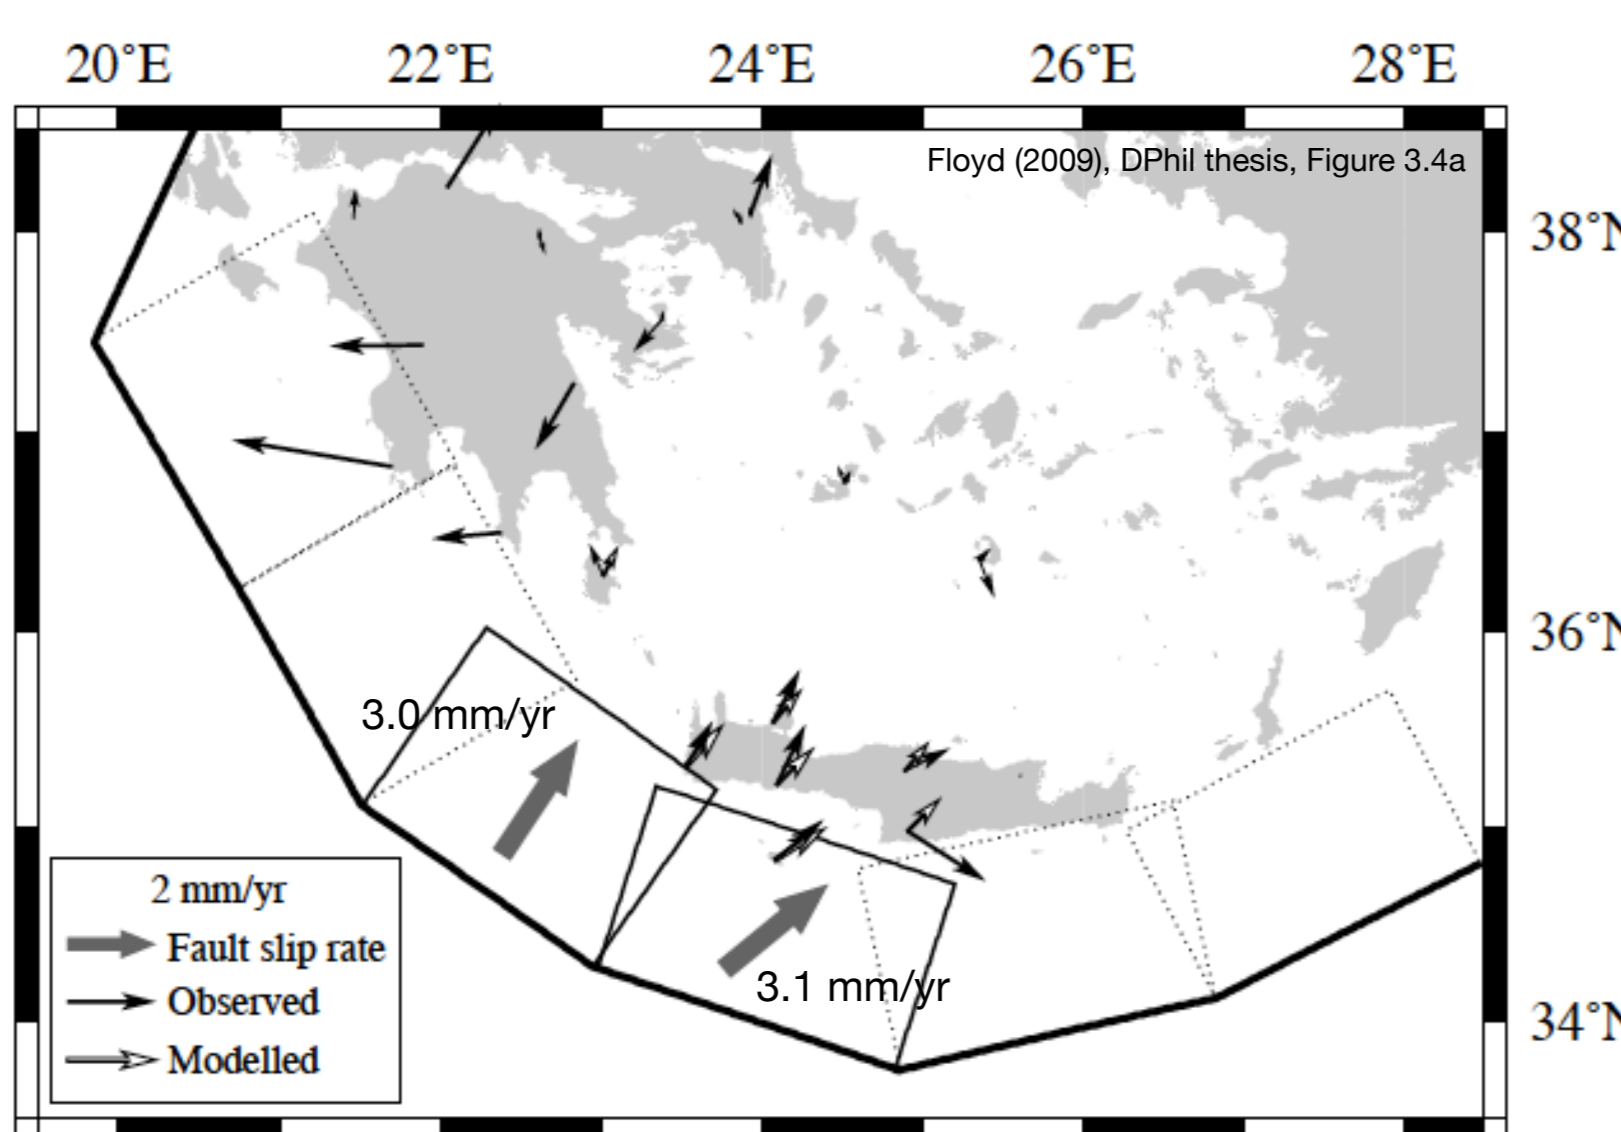 20°E 22°E 24°E 26°E 28°E
Floyd (2009), DPhil thesis, Figure 3.4a
38°N
36°N
3.0 mm/yr
2 mm/yr
Fault slip rate
Observed
Modelled
3.1 mm/yr
34°N